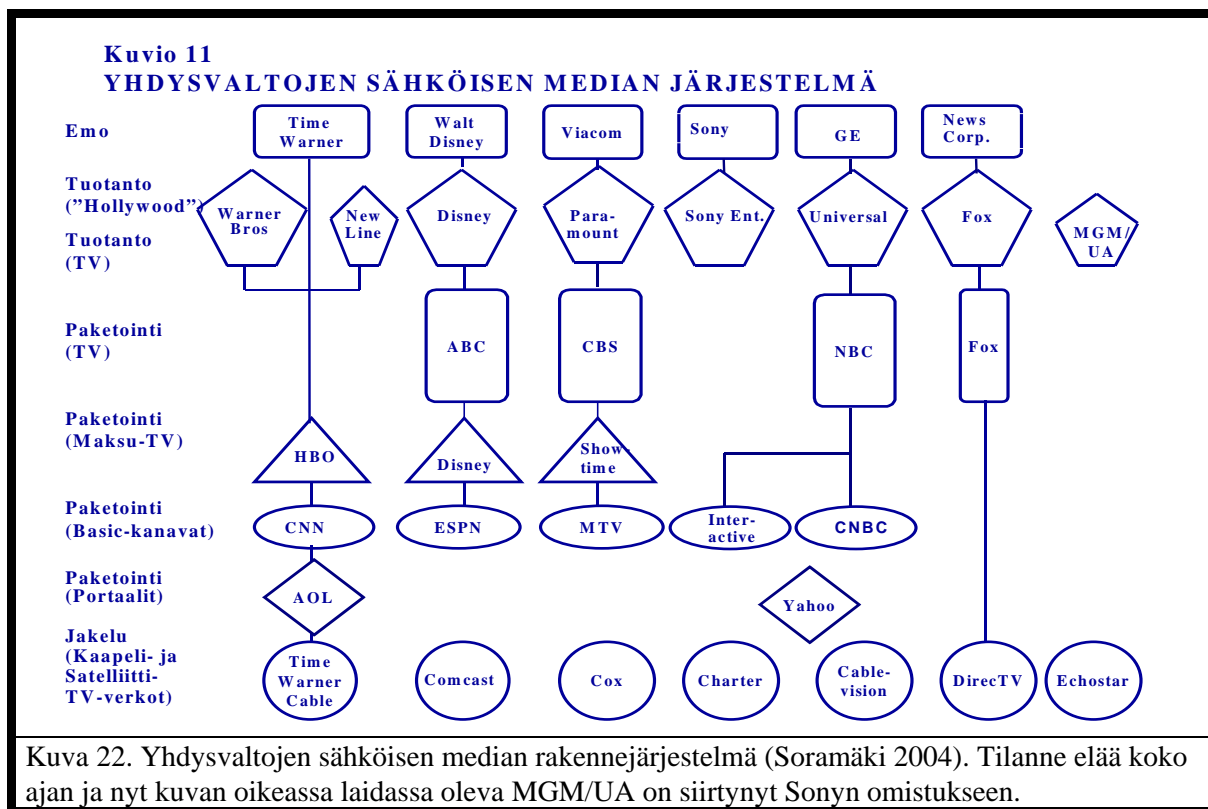 Kuvio 11
YHDYSVALTOJEN SÄHKÖISEN MEDIAN JÄRJESTELMÄ
Emo
Time
Warner
Walt
Disney
Viacom
Sony
GE
News
Corp.
Tuotanto
("Hollywood")
Tuotanto
(TV)
Warner
Bros
New
Line
Disney
Para-
mount
Sony Ent.
Universal
Fox
MGM/
UA
Paketointi
(TV)
ABC
CBS
NBC
Fox
Paketointi
(Maksu-TV)
HBO
Disney
Show-
time
Paketointi
(Basic-kanavat)
CNN
ESPN
MTV
Inter-
active
CNBC
Paketointi
(Portaalit)
AOL
Yahoo
Jakelu
(Kaapeli- ja
Satelliitti-
TV-verkot)
Time
Warner
Cable
Comcast
Cox
Charter
Cable-
vision
DirecTV
Echostar
Kuva 22. Yhdysvaltojen sähköisen median rakennejärjestelmä (Soramäki 2004). Tilanne elää koko
ajan ja nyt kuvan oikeassa laidassa oleva MGM/UA on siirtynyt Sonyn omistukseen.